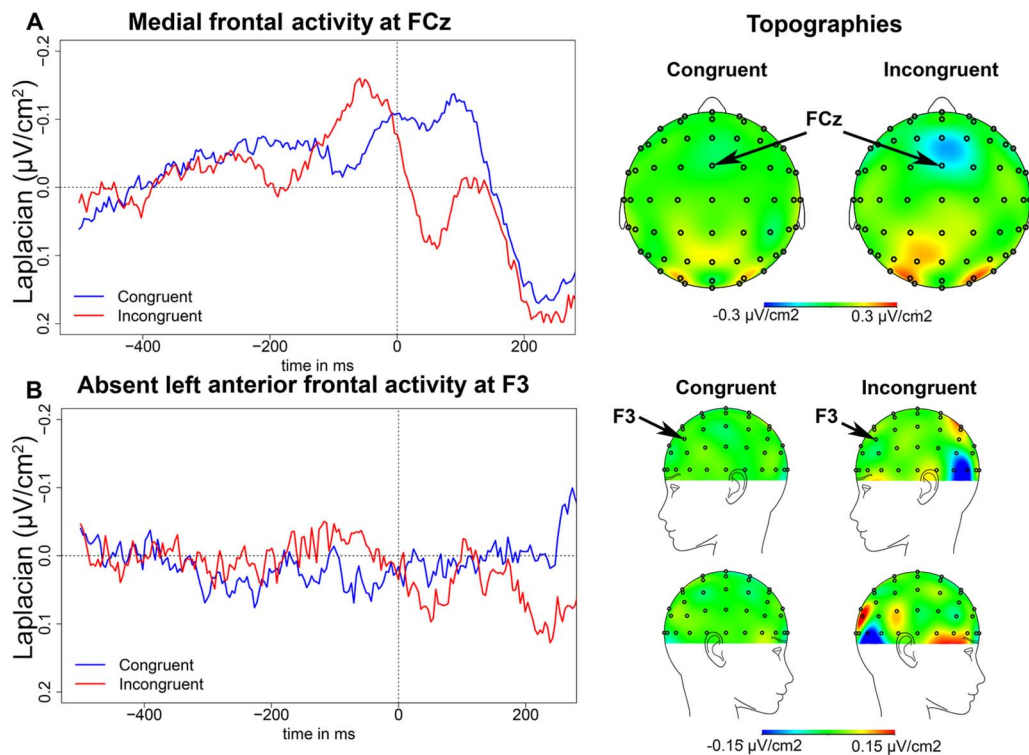 A
Medial frontal activity at FCz
Laplacian (µV/cm²)
-0.2
-0.1
0.0
0.1
0.2
Congruent
Incongruent
−400
−200
0
200
time in ms
Topographies
Congruent
Incongruent
FCz
-0.3 µV/cm2
0.3 µV/cm2
B
Absent left anterior frontal activity at F3
Laplacian (µV/cm²)
-0.2
-0.1
0.0
0.1
0.2
Congruent
Incongruent
−400
−200
0
200
time in ms
Congruent
Incongruent
F3
F3
-0.15 µV/cm2
0.15 µV/cm2